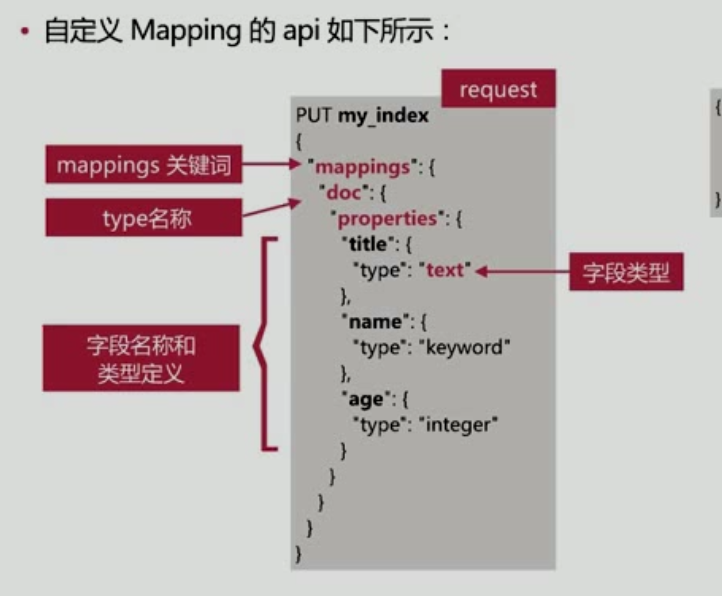 • 自定义 Mapping 的 api 如下所示：
request
PUT my_index
{
mappings 关键词
"mappings": {
type名称
"doc": {
"properties": {
"title": {
"type": "text"
字段类型
},
字段名称和
类型定义
"name": {
"type": "keyword"
},
"age": {
"type": "integer"
}
}
}
}
}
{
}